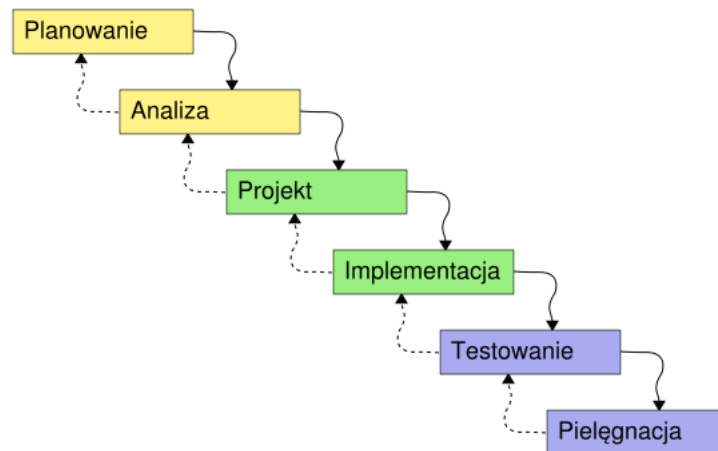 Planowanie
Analiza
Projekt
Implementacja
Testowanie
Pielęgnacja